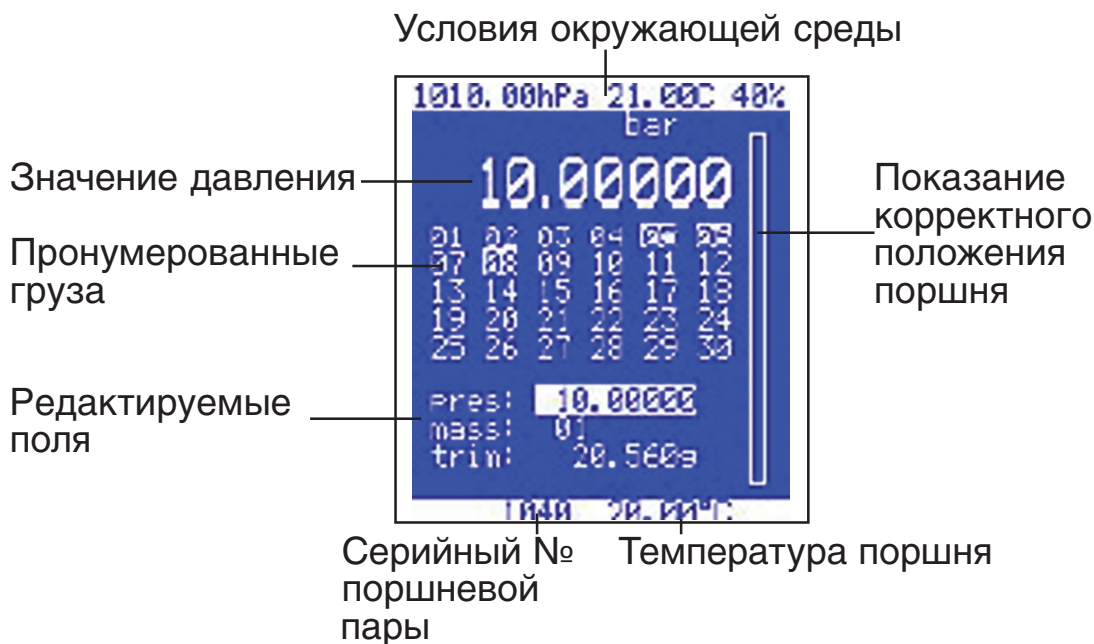 Условия окружающей среды
1010.00hPa 21.00C 40%
bar
Значение давления
10.00000
Показание
корректного
положения
поршня
Пронумерованные
груза
01 02 03 04 05 06
07 08 09 10 11 12
13 14 15 16 17 18
19 20 21 22 23 24
25 26 27 28 29 30
Редактируемые
поля
pres: 10.00000
mass: 01
trim: 20.560g
1040 20.00°C
Серийный №
поршневой
пары
Температура поршня